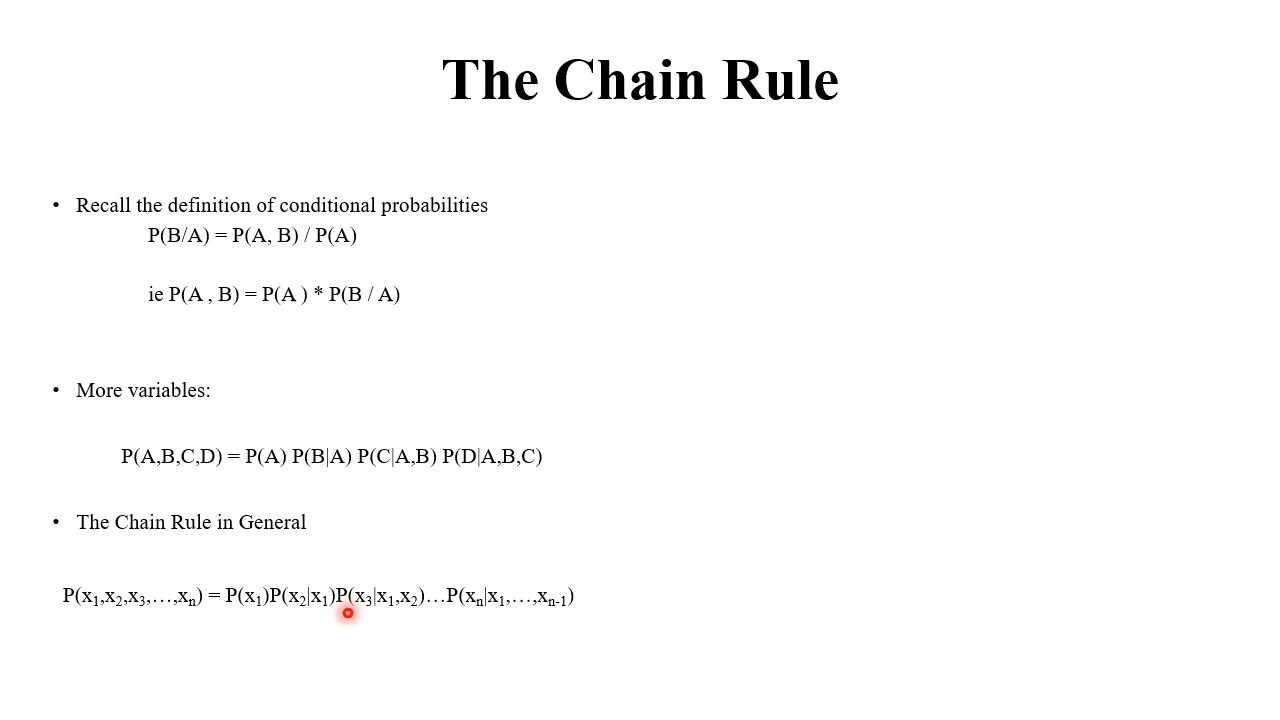 The Chain Rule
• Recall the definition of conditional probabilities
P(B/A) = P(A, B) / P(A)
ie P(A , B) = P(A ) * P(B / A)
• More variables:
P(A,B,C,D) = P(A) P(B|A) P(C|A,B) P(D|A,B,C)
• The Chain Rule in General
P(x₁,x₂,x₃,…,xₙ) = P(x₁)P(x₂|x₁)P(x₃|x₁,x₂)…P(xₙ|x₁,…,xₙ₋₁)